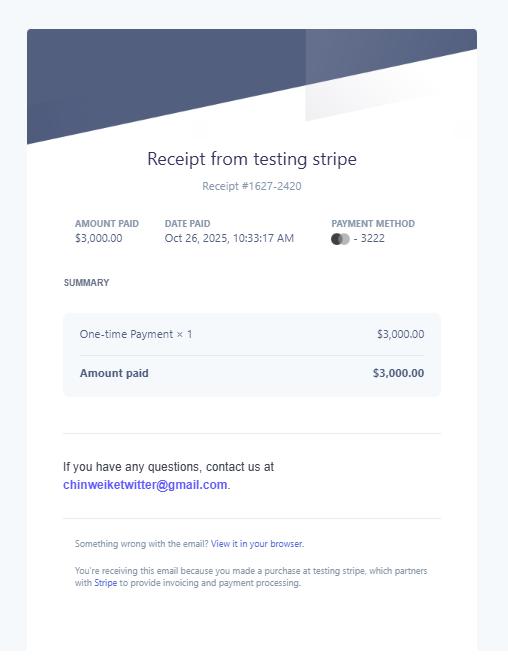 Receipt from testing stripe
Receipt #1627-2420
AMOUNT PAID DATE PAID PAYMENT METHOD
$3,000.00 Oct 26, 2025, 10:33:17 AM - 3222
SUMMARY
One-time Payment × 1 $3,000.00
Amount paid $3,000.00
If you have any questions, contact us at
chinweiketwitter@gmail.com.
Something wrong with the email? View it in your browser.
You're receiving this email because you made a purchase at testing stripe, which partners
with Stripe to provide invoicing and payment processing.